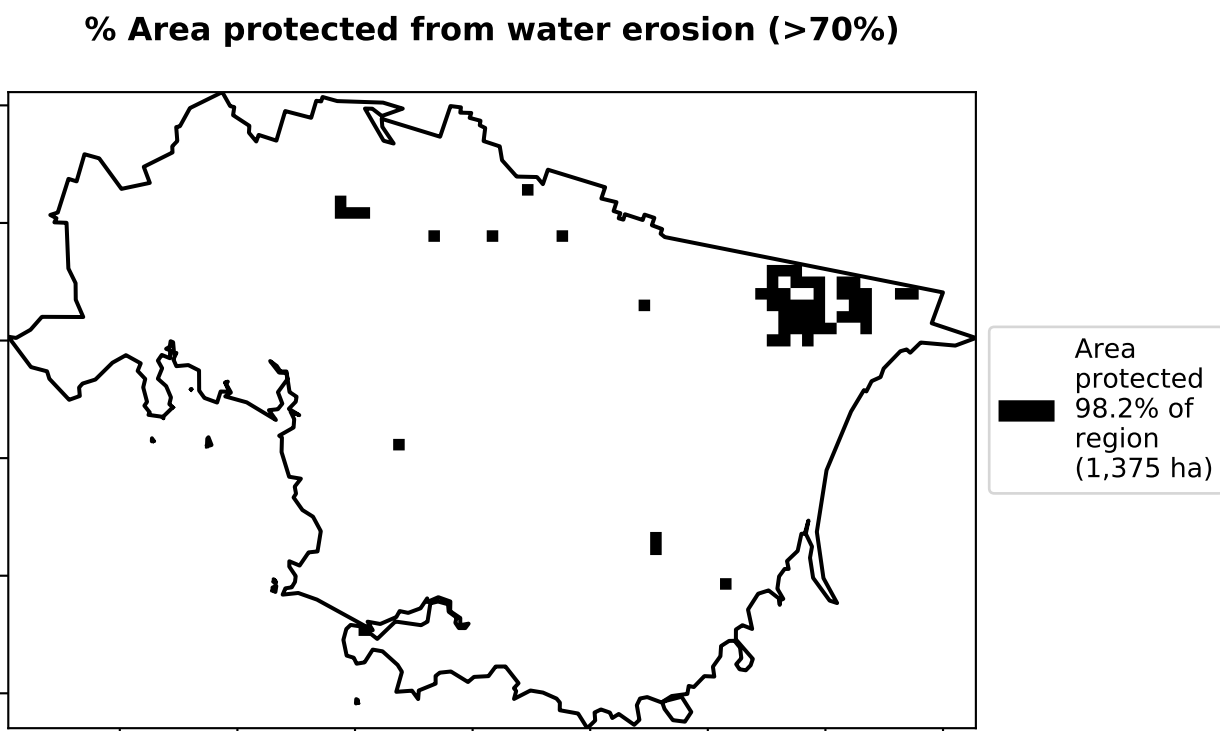 % Area protected from water erosion (>70%)
Area
protected
98.2% of
region
(1,375 ha)